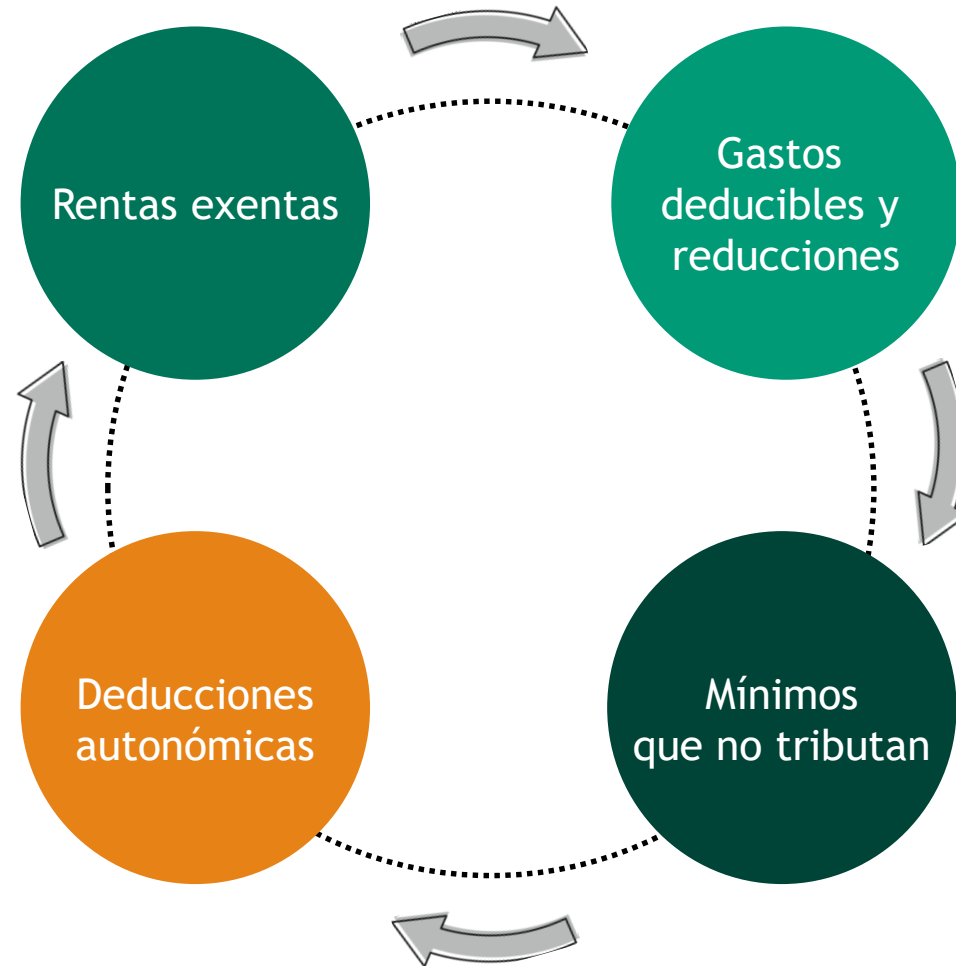 Rentas exentas
Gastos
deducibles y
reducciones
Deducciones
autonómicas
Mínimos
que no tributan